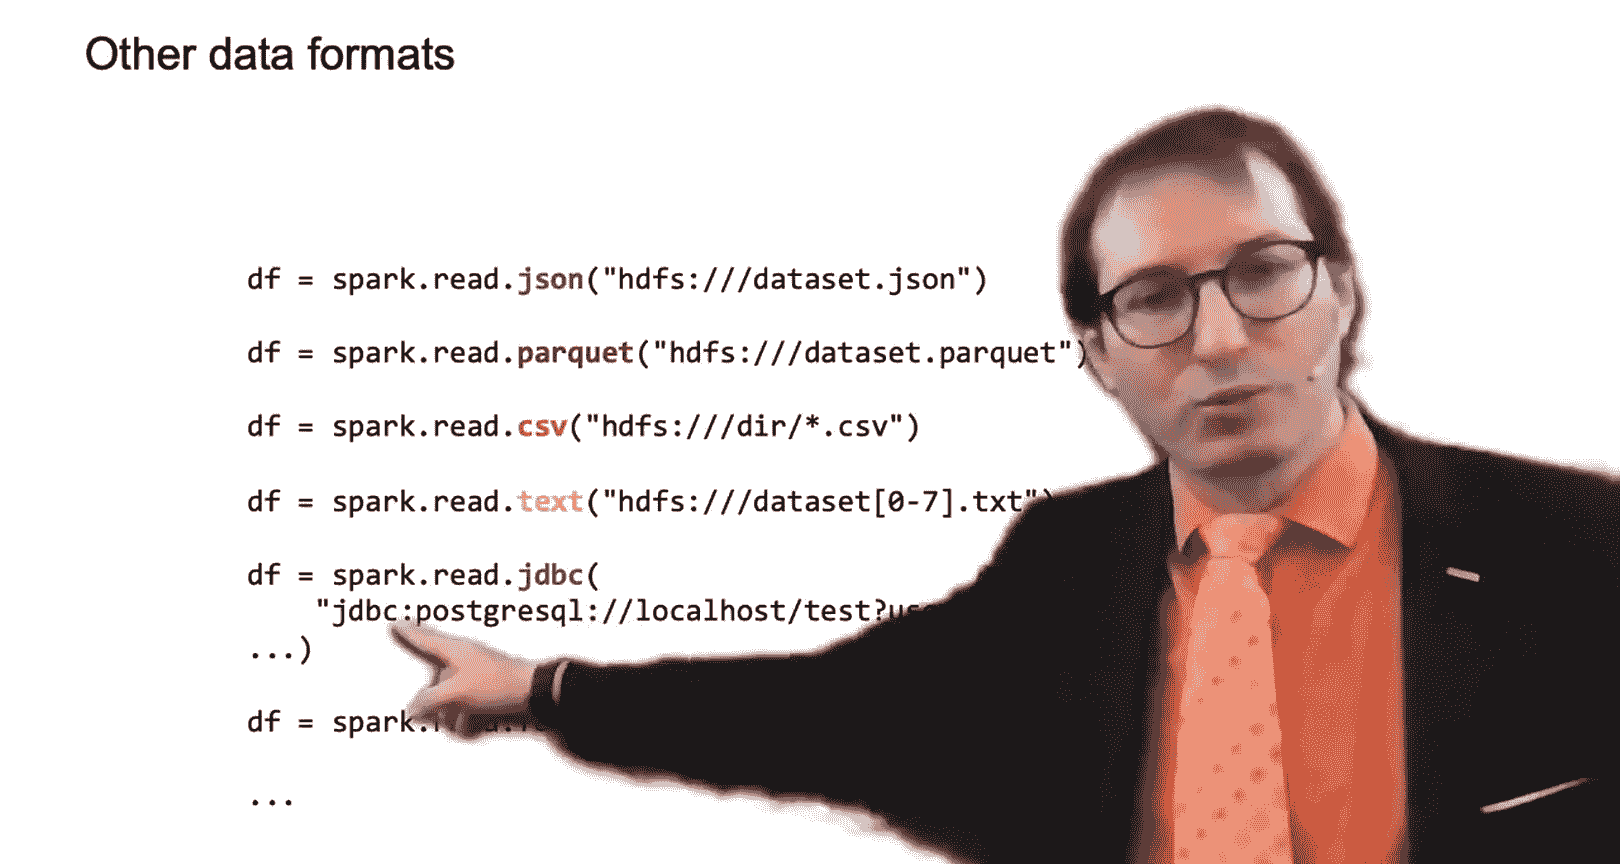 Other data formats
df = spark.read.json("hdfs:///dataset.json")
df = spark.read.parquet("hdfs:///dataset.parquet")
df = spark.read.csv("hdfs:///dir/*.csv")
df = spark.read.text("hdfs:///dataset[0-7].txt")
df = spark.read.jdbc(
"jdbc:postgresql://localhost/test?
...)
df = spark.
...